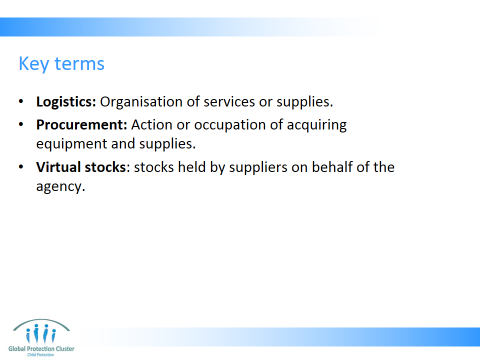 Key terms
• Logistics: Organisation of services or supplies.
• Procurement: Action or occupation of acquiring
equipment and supplies.
• Virtual stocks: stocks held by suppliers on behalf of the
agency.
Global Protection Cluster
Child Protection